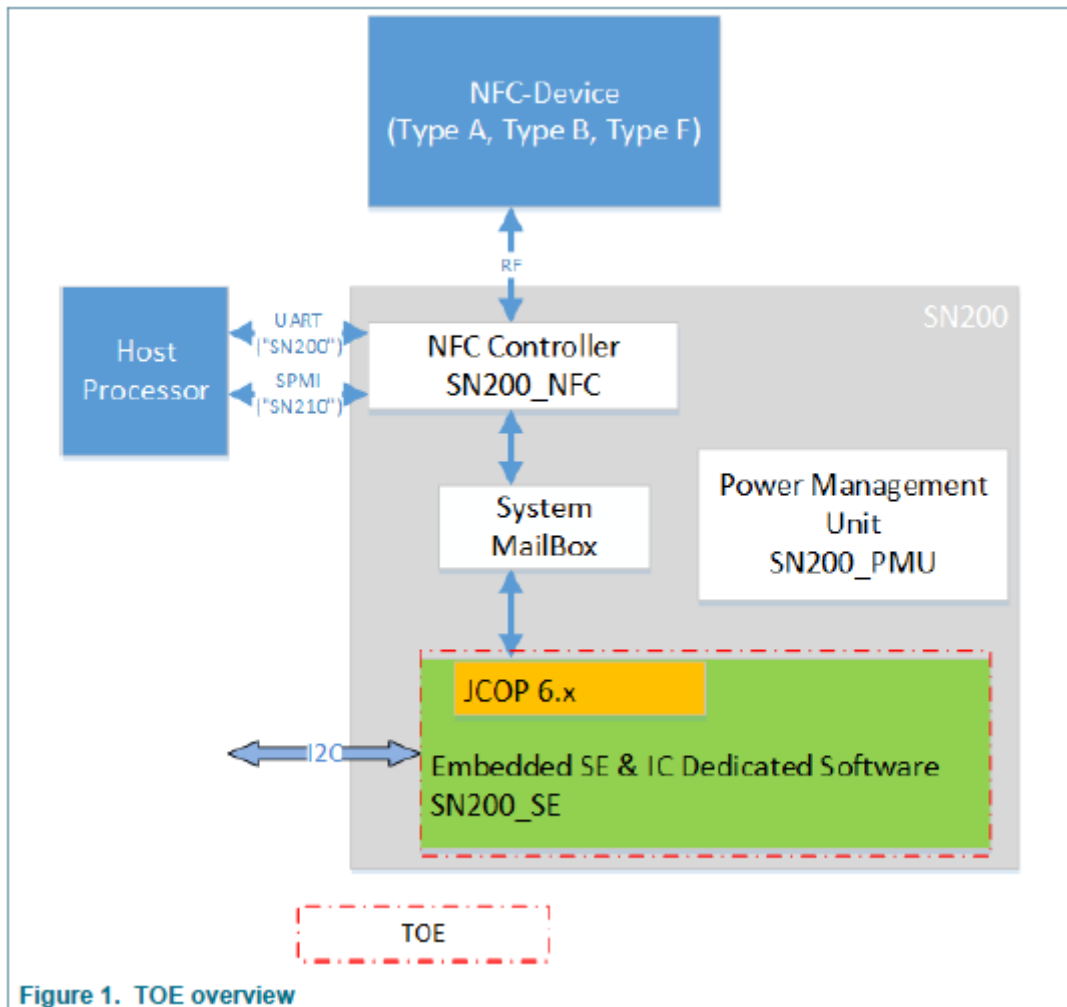 NFC-Device
(Type A, Type B, Type F)
RF
SN200
UART
("SN200")
SPMI
("SN210")
Host
Processor
NFC Controller
SN200_NFC
System
MailBox
Power Management
Unit
SN200_PMU
JCOP 6.x
I2C
Embedded SE & IC Dedicated Software
SN200_SE
TOE
Figure 1. TOE overview